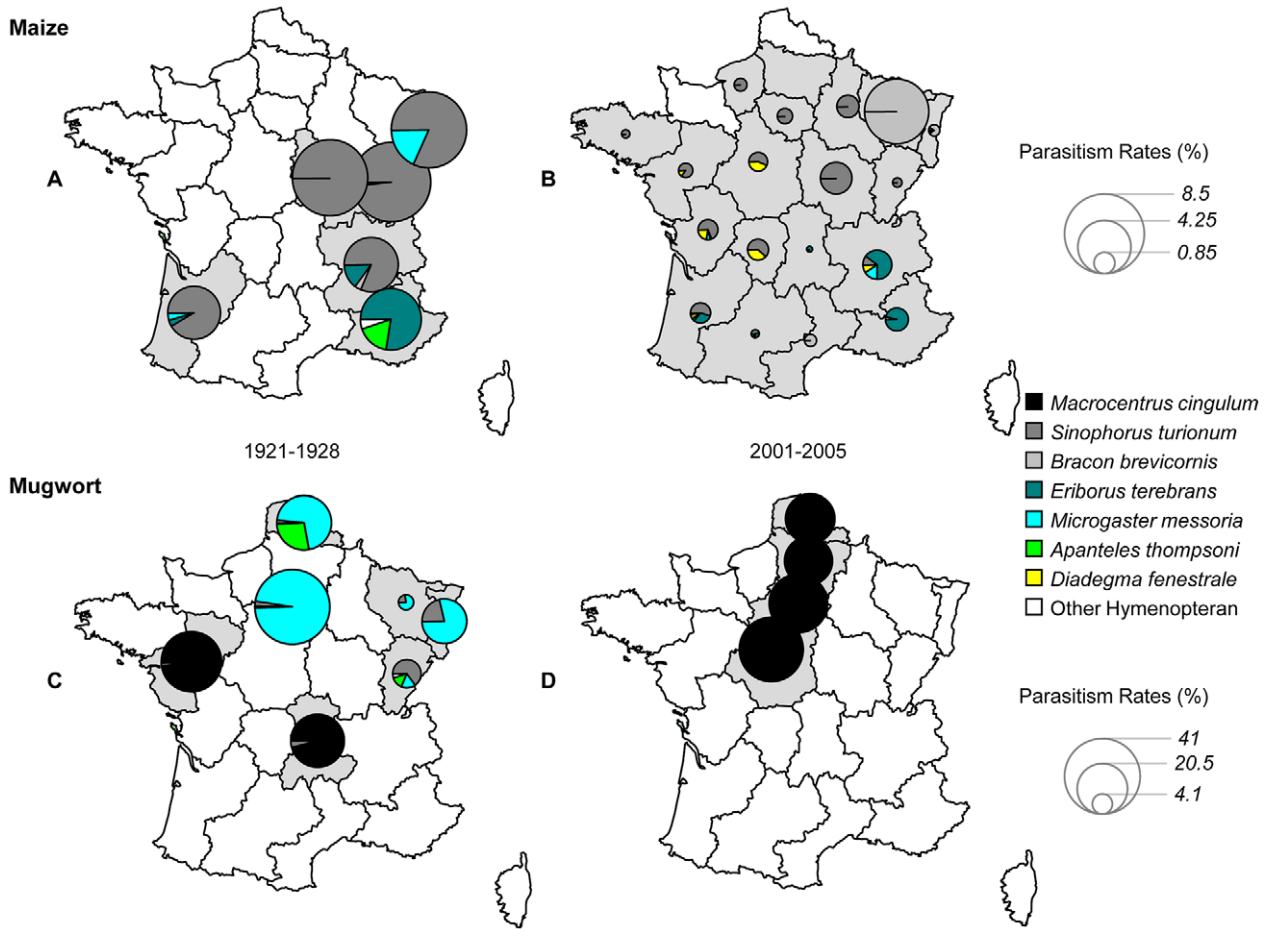 Maize
A
B
Parasitism Rates (%)
8.5
4.25
0.85
1921-1928
2001-2005
Macrocentrus cingulum
Sinophorus turionum
Bracon brevicornis
Eriborus terebrans
Microgaster messoria
Apanteles thompsoni
Diadegma fenestrale
Other Hymenopteran
Mugwort
C
D
Parasitism Rates (%)
41
20.5
4.1